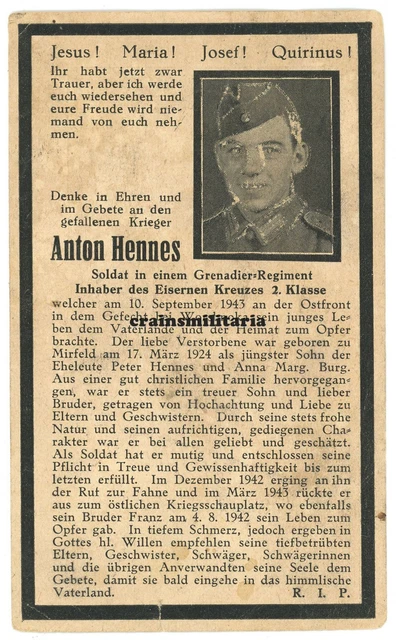 Jesus! Maria! Josef! Quirinus!
Ihr habt jetzt zwar
Trauer, aber ich werde
euch wiedersehen und
eure Freude wird nie-
mand von euch neh-
men.
Denke in Ehren und
im Gebete an den
gefallenen Krieger
Anton Hennes
Soldat in einem Grenadier-Regiment
Inhaber des Eisernen Kreuzes 2. Klasse
welcher am 10. September 1943 an der Ostfront
in dem Gefecht bei sein junges Le-
crainsmilitaria
ben dem Vaterlande und der Heimat zum Opfer
brachte. Der liebe Verstorbene war geboren zu
Mirfeld am 17. März 1924 als jüngster Sohn der
Eheleute Peter Hennes und Anna Marg. Burg.
Aus einer gut christlichen Familie hervorgegan-
gen, war er stets ein treuer Sohn und lieber
Bruder, getragen von Hochachtung und Liebe zu
Eltern und Geschwistern. Durch seine stets frohe
Natur und seinen aufrichtigen, gediegenen Cha-
rakter war er bei allen geliebt und geschätzt.
Als Soldat hat er mutig und entschlossen seine
Pflicht in Treue und Gewissenhaftigkeit bis zum
letzten erfüllt. Im Dezember 1942 erging an ihn
der Ruf zur Fahne und im März 1943 rückte er
aus zum östlichen Kriegsschauplatz, wo ebenfalls
sein Bruder Franz am 4. 8. 1942 sein Leben zum
Opfer gab. In tiefem Schmerz, jedoch ergeben in
Gottes hl. Willen empfehlen seine tiefbetrübten
Eltern, Geschwister, Schwäger, Schwägerinnen
und die übrigen Anverwandten seine Seele dem
Gebete, damit sie bald eingehe in das himmlische
Vaterland. R. I. P.